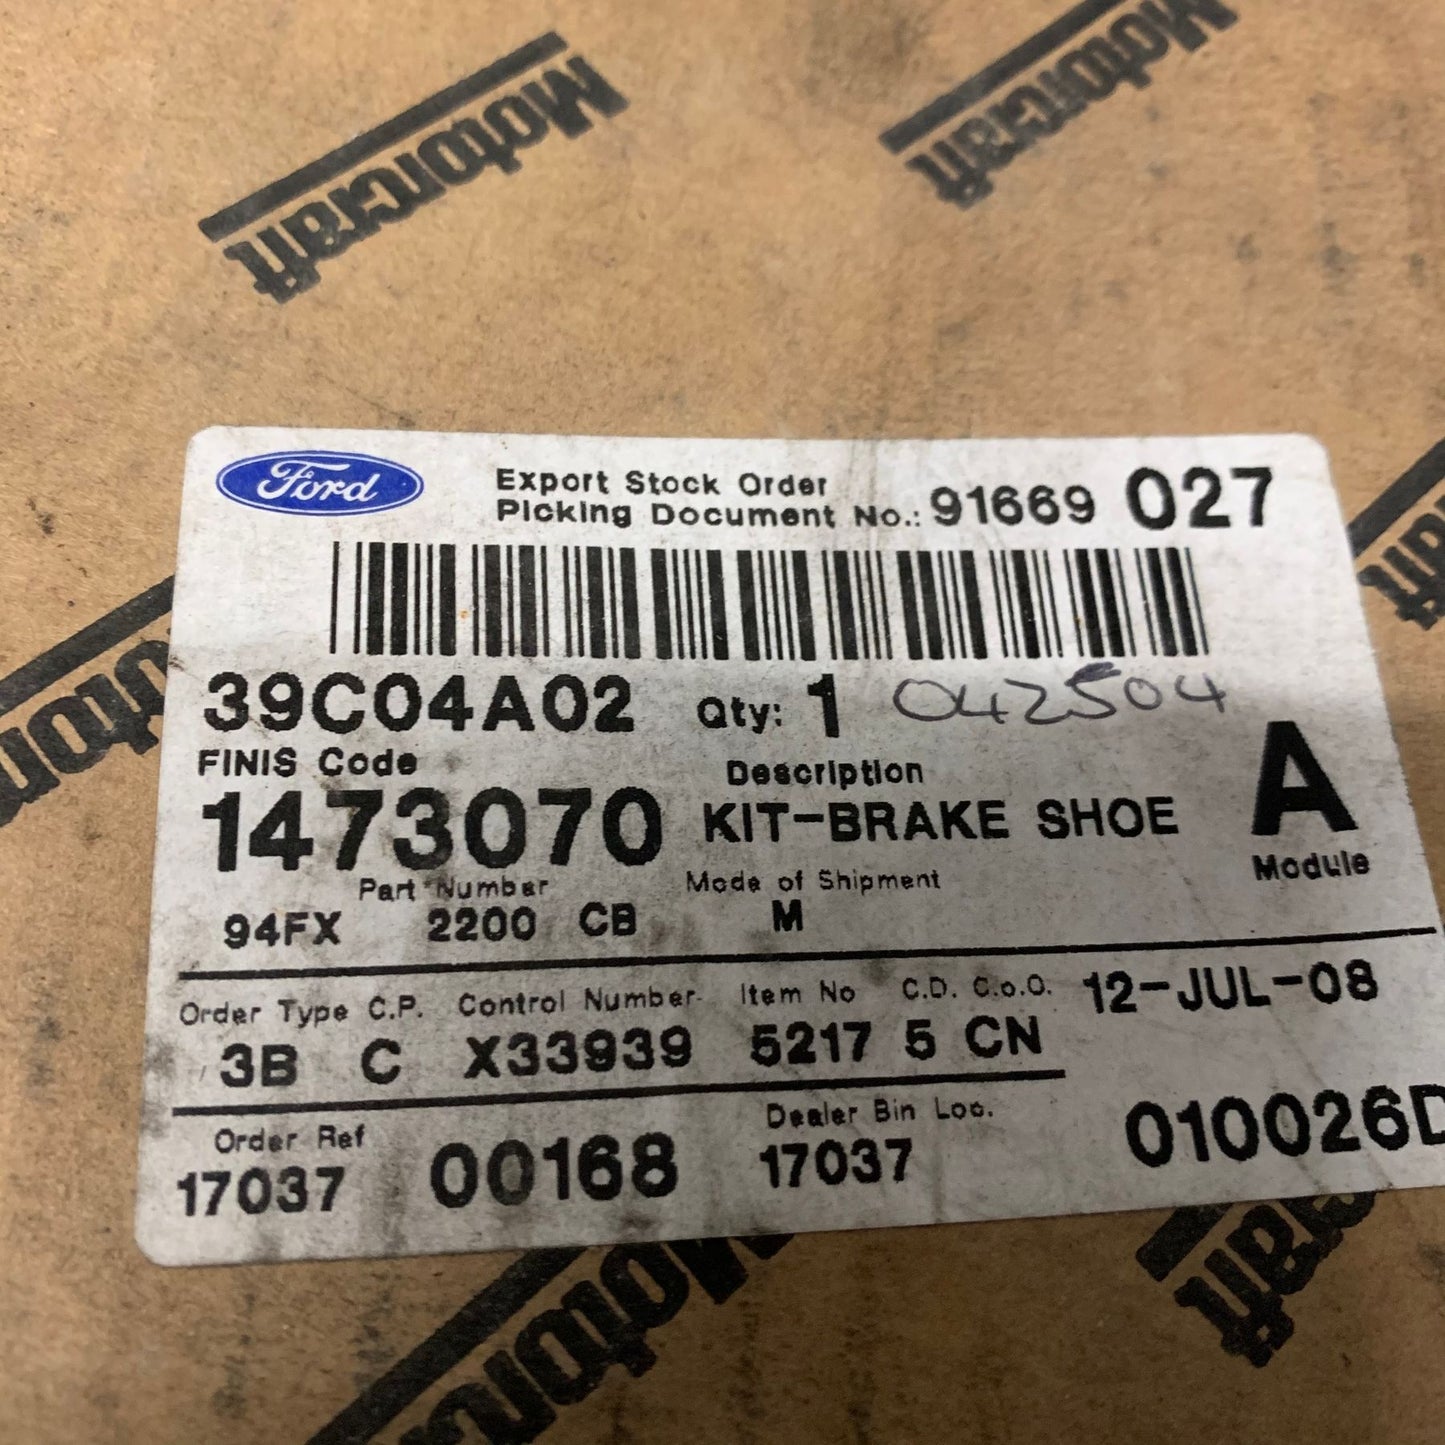 Motorcraft
Motorcraft
Ford
Export Stock Order
Picking Document No.: 91669 027
39C04A02 Qty: 1 042504
FINIS Code Description
1473070 KIT-BRAKE SHOE A
Part Number Mode of Shipment Module
94FX 2200 CB M
Order Type C.P. Control Number Item No C.D. C.o.O. 12-JUL-08
3B C X33939 5217 5 CN
Order Ref Dealer Bin Loc.
17037 00168 17037 010026D